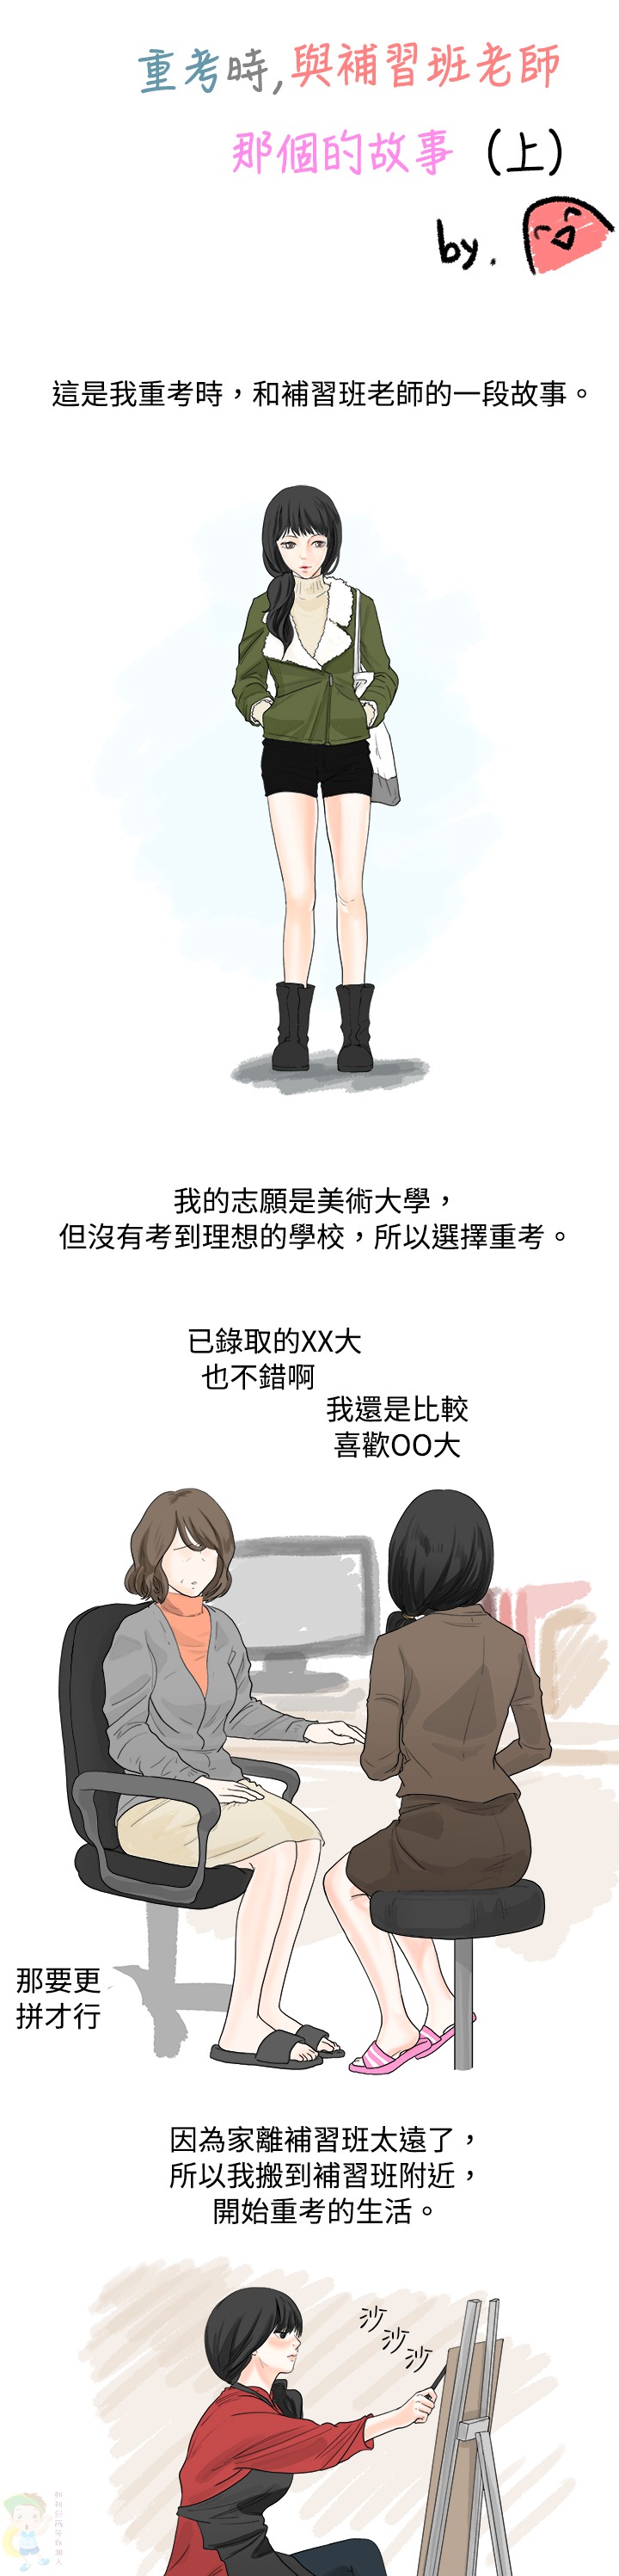 重考時,與補習班老師
那個的故事(上)
by.
這是我重考時，和補習班老師的一段故事。
我的志願是美術大學，
但沒有考到理想的學校，所以選擇重考。
已錄取的XX大
也不錯啊
我還是比較
喜歡OO大
那要更
拼才行
因為家離補習班太遠了，
所以我搬到補習班附近，
開始重考的生活。
沙沙沙